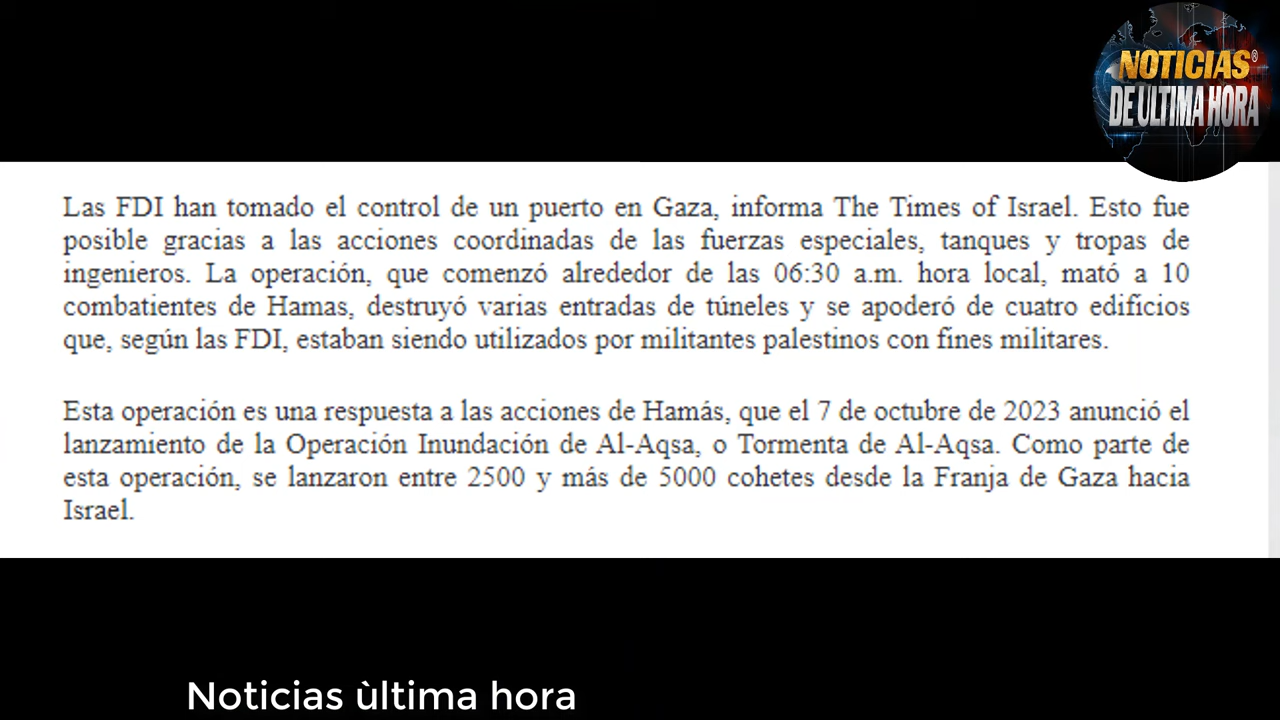 NOTICIAS®
DE ULTIMA HORA
Las FDI han tomado el control de un puerto en Gaza, informa The Times of Israel. Esto fue
posible gracias a las acciones coordinadas de las fuerzas especiales, tanques y tropas de
ingenieros. La operación, que comenzó alrededor de las 06:30 a.m. hora local, mató a 10
combatientes de Hamas, destruyó varias entradas de túneles y se apoderó de cuatro edificios
que, según las FDI, estaban siendo utilizados por militantes palestinos con fines militares.
Esta operación es una respuesta a las acciones de Hamás, que el 7 de octubre de 2023 anunció el
lanzamiento de la Operación Inundación de Al-Aqsa, o Tormenta de Al-Aqsa. Como parte de
esta operación, se lanzaron entre 2500 y más de 5000 cohetes desde la Franja de Gaza hacia
Israel.
Noticias ùltima hora